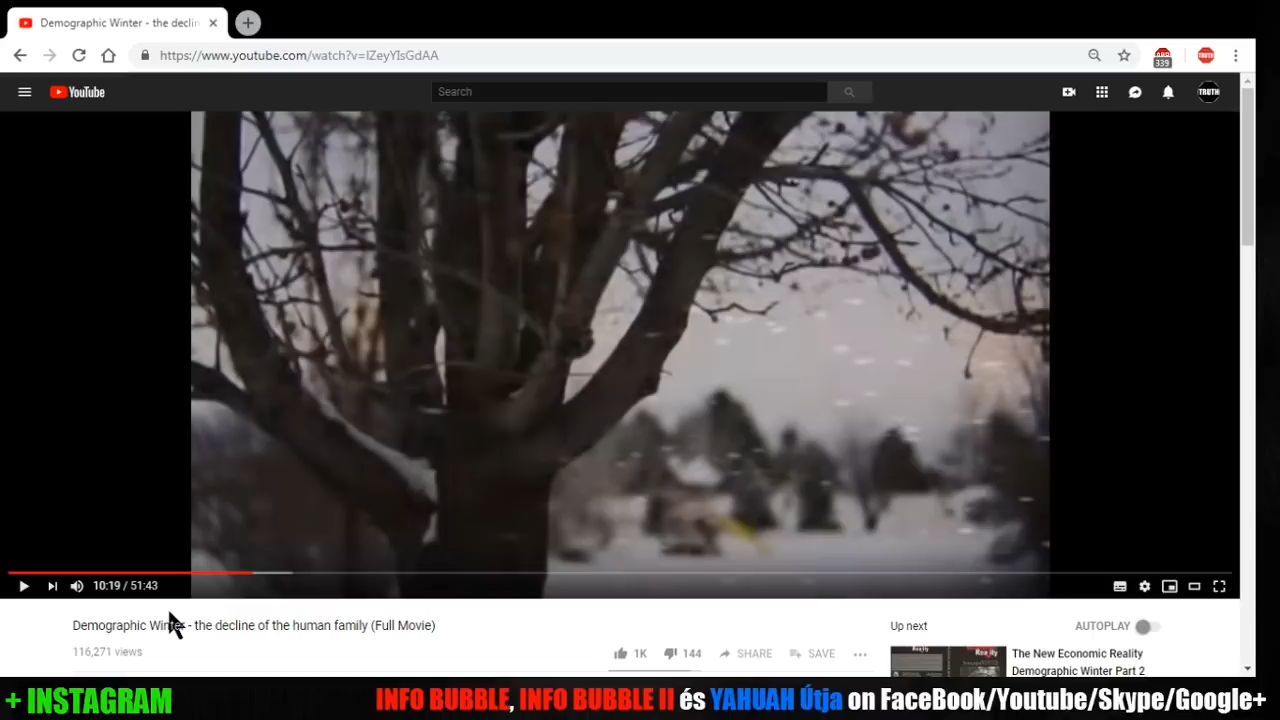 Demographic Winter - the declin
https://www.youtube.com/watch?v=lZeyYIsGdAA
339
TRUTH
YouTube
Search
TRUTH
10:19 / 51:43
Demographic Winter - the decline of the human family (Full Movie)
116,271 views
1K
144
SHARE
SAVE
Up next
AUTOPLAY
The New Economic Reality
Demographic Winter Part 2
+ INSTAGRAM
INFO BUBBLE, INFO BUBBLE II és YAHUAH Útja on FaceBook/Youtube/Skype/Google+